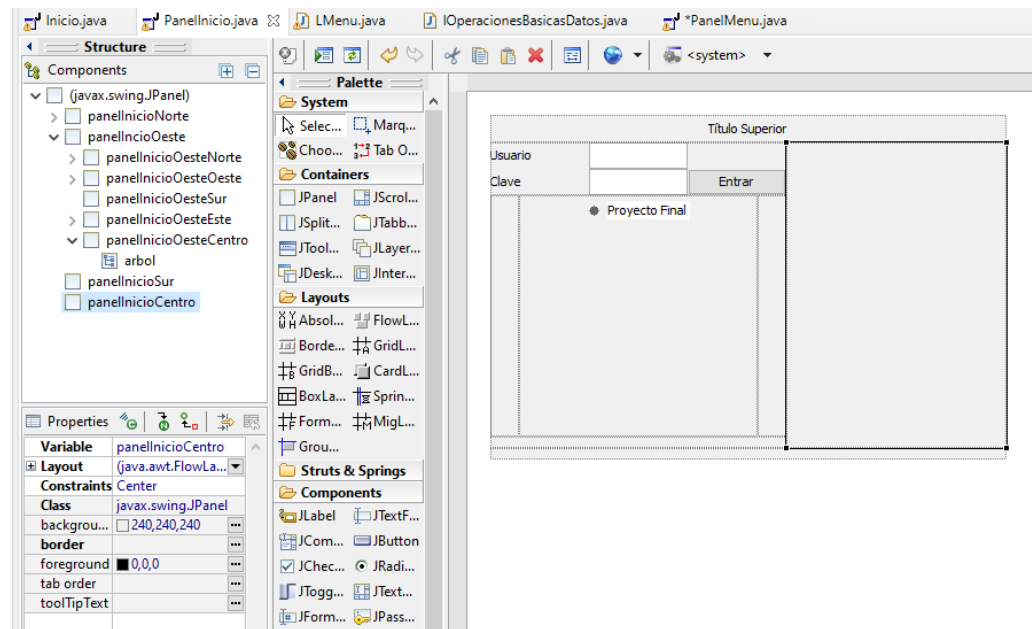 Inicio.java PanelInicio.java LMenu.java IOperacionesBasicasDatos.java *PanelMenu.java
Structure
Components
(javax.swing.JPanel)
panelInicioNorte
panelIncioOeste
panelInicioOesteNorte
panelInicioOesteOeste
panelInicioOesteSur
panelInicioOesteEste
panelInicioOesteCentro
arbol
panelInicioSur
panelInicioCentro
Properties
Variable panelInicioCentro
Layout (java.awt.FlowLa...
Constraints Center
Class javax.swing.JPanel
backgrou... 240,240,240 ...
border ...
foreground 0,0,0 ...
tab order ...
toolTipText ...
<system>
Palette
System
Selec... Marq...
Choo... Tab O...
Containers
JPanel JScrol...
JSplit... JTabb...
JTool... JLayer...
JDesk... JInter...
Layouts
Absol... FlowL...
Borde... GridL...
GridB... CardL...
BoxLa... Sprin...
Form... MigL...
Grou...
Struts & Springs
Components
JLabel JTextF...
JCom... JButton
JChec... JRadi...
JTogg... JText...
JForm... JPass...
Título Superior
Usuario
Clave Entrar
Proyecto Final